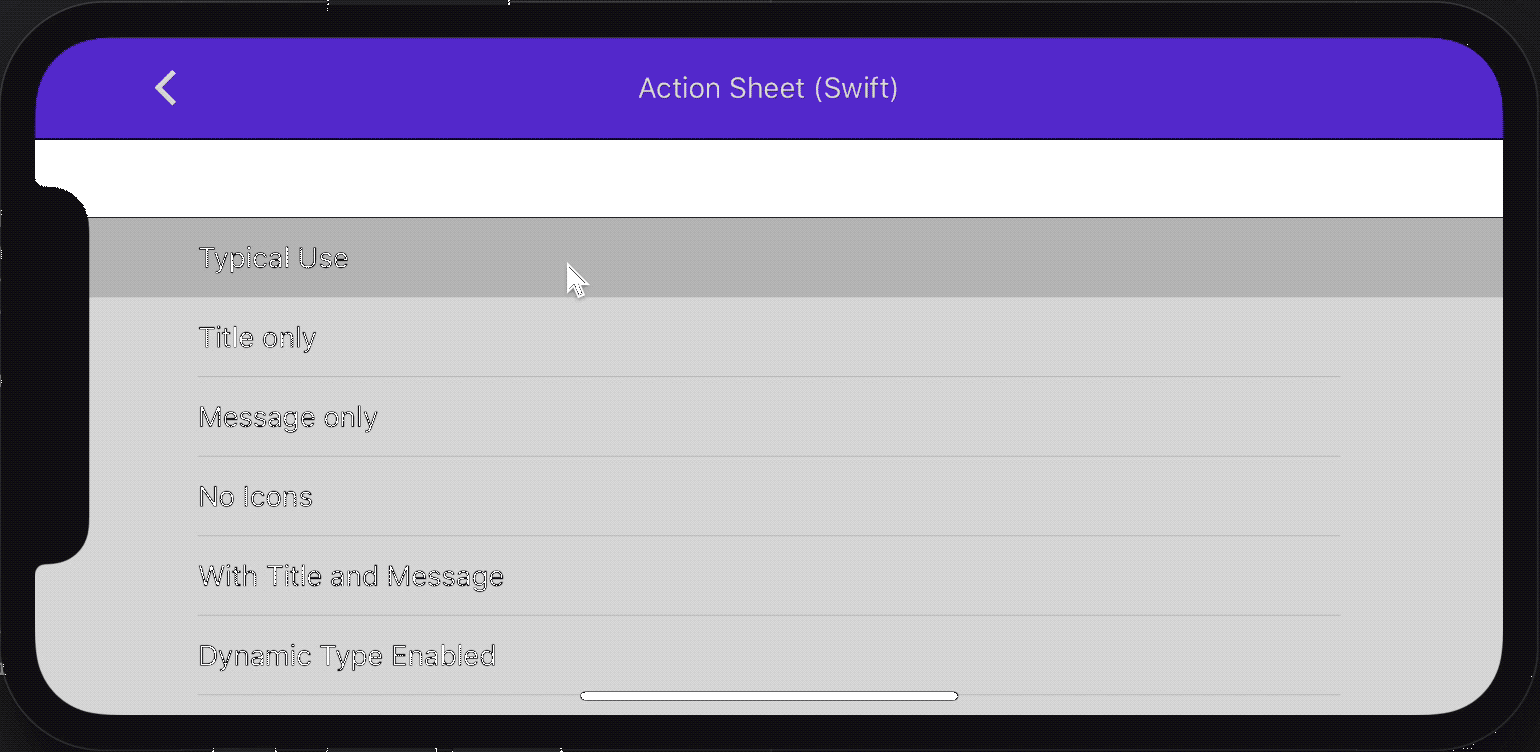 Action Sheet (Swift)
Typical Use
Title only
Message only
No Icons
With Title and Message
Dynamic Type Enabled